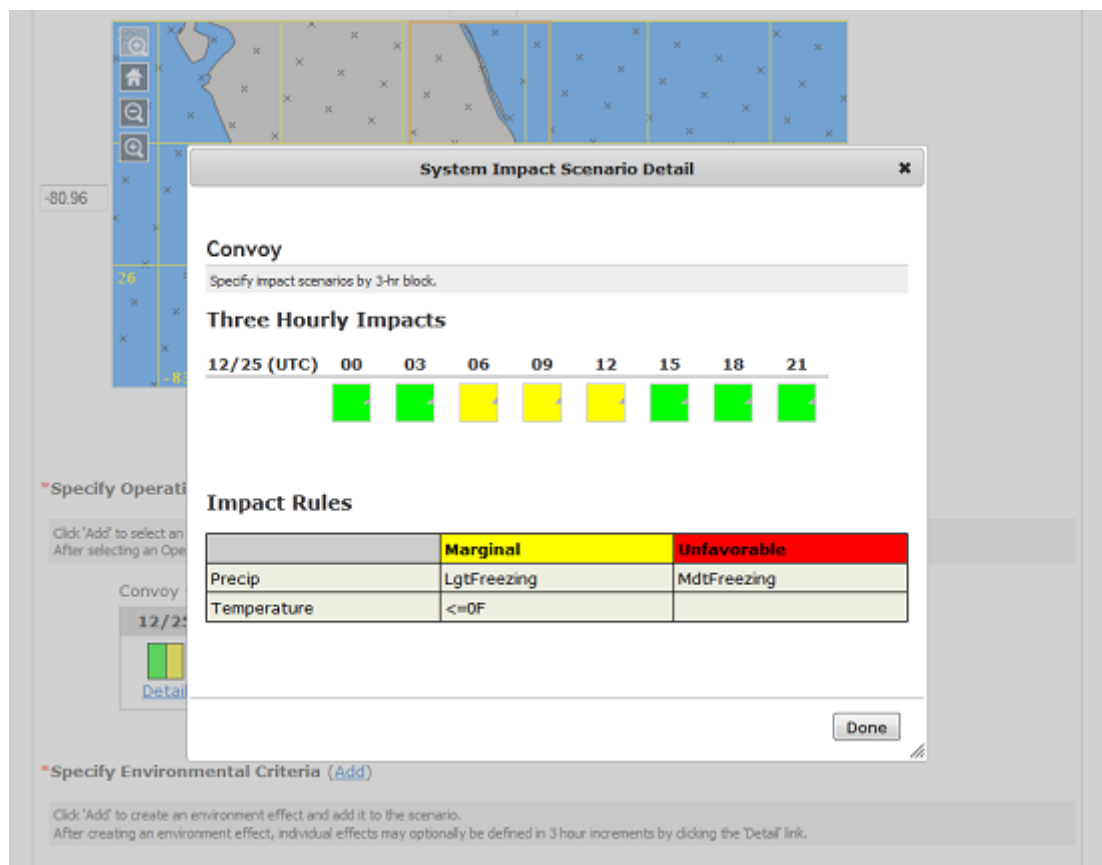 System Impact Scenario Detail
-80.96
Convoy
26
Specify impact scenarios by 3-hr block.
Three Hourly Impacts
12/25 (UTC) 00 03 06 09 12 15 18 21
*Specify Operati
Impact Rules
Click 'Add' to select an
After selecting an Ope
Marginal Unfavorable
Precip LgtFreezing MdtFreezing
Temperature <=0F
Convoy
12/25
Detail
Done
*Specify Environmental Criteria (Add)
Click 'Add' to create an environment effect and add it to the scenario.
After creating an environment effect, individual effects may optionally be defined in 3 hour increments by clicking the 'Detail' link.